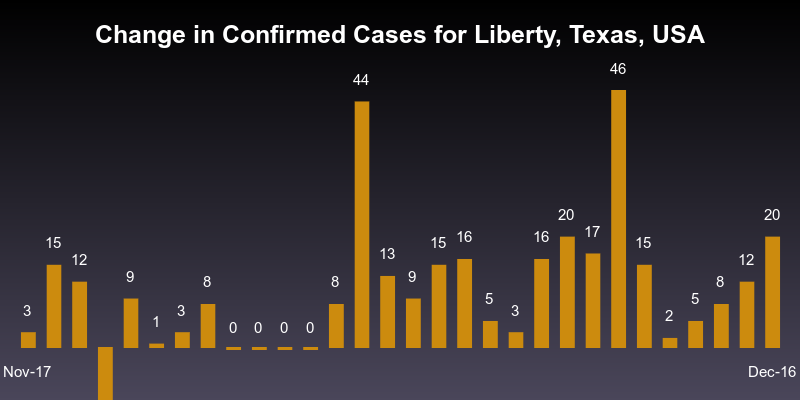 Change in Confirmed Cases for Liberty, Texas, USA
3 15 12 9 1 3 8 0 0 0 0 8 44 13 9 15 16 5 3 16 20 17 46 15 2 5 8 12 20
Nov-17 Dec-16